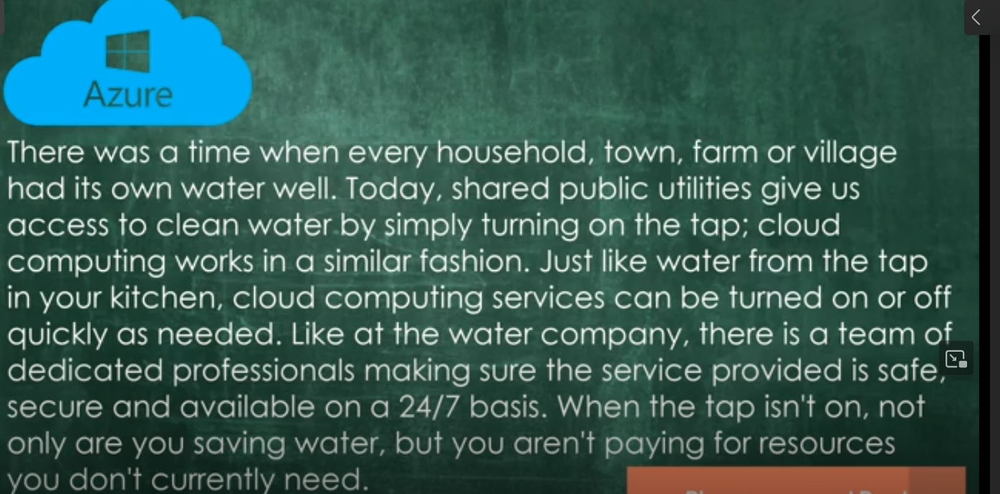 Azure
There was a time when every household, town, farm or village
had its own water well. Today, shared public utilities give us
access to clean water by simply turning on the tap; cloud
computing works in a similar fashion. Just like water from the tap
in your kitchen, cloud computing services can be turned on or off
quickly as needed. Like at the water company, there is a team of
dedicated professionals making sure the service provided is safe,
secure and available on a 24/7 basis. When the tap isn't on, not
only are you saving water, but you aren't paying for resources
you don't currently need.